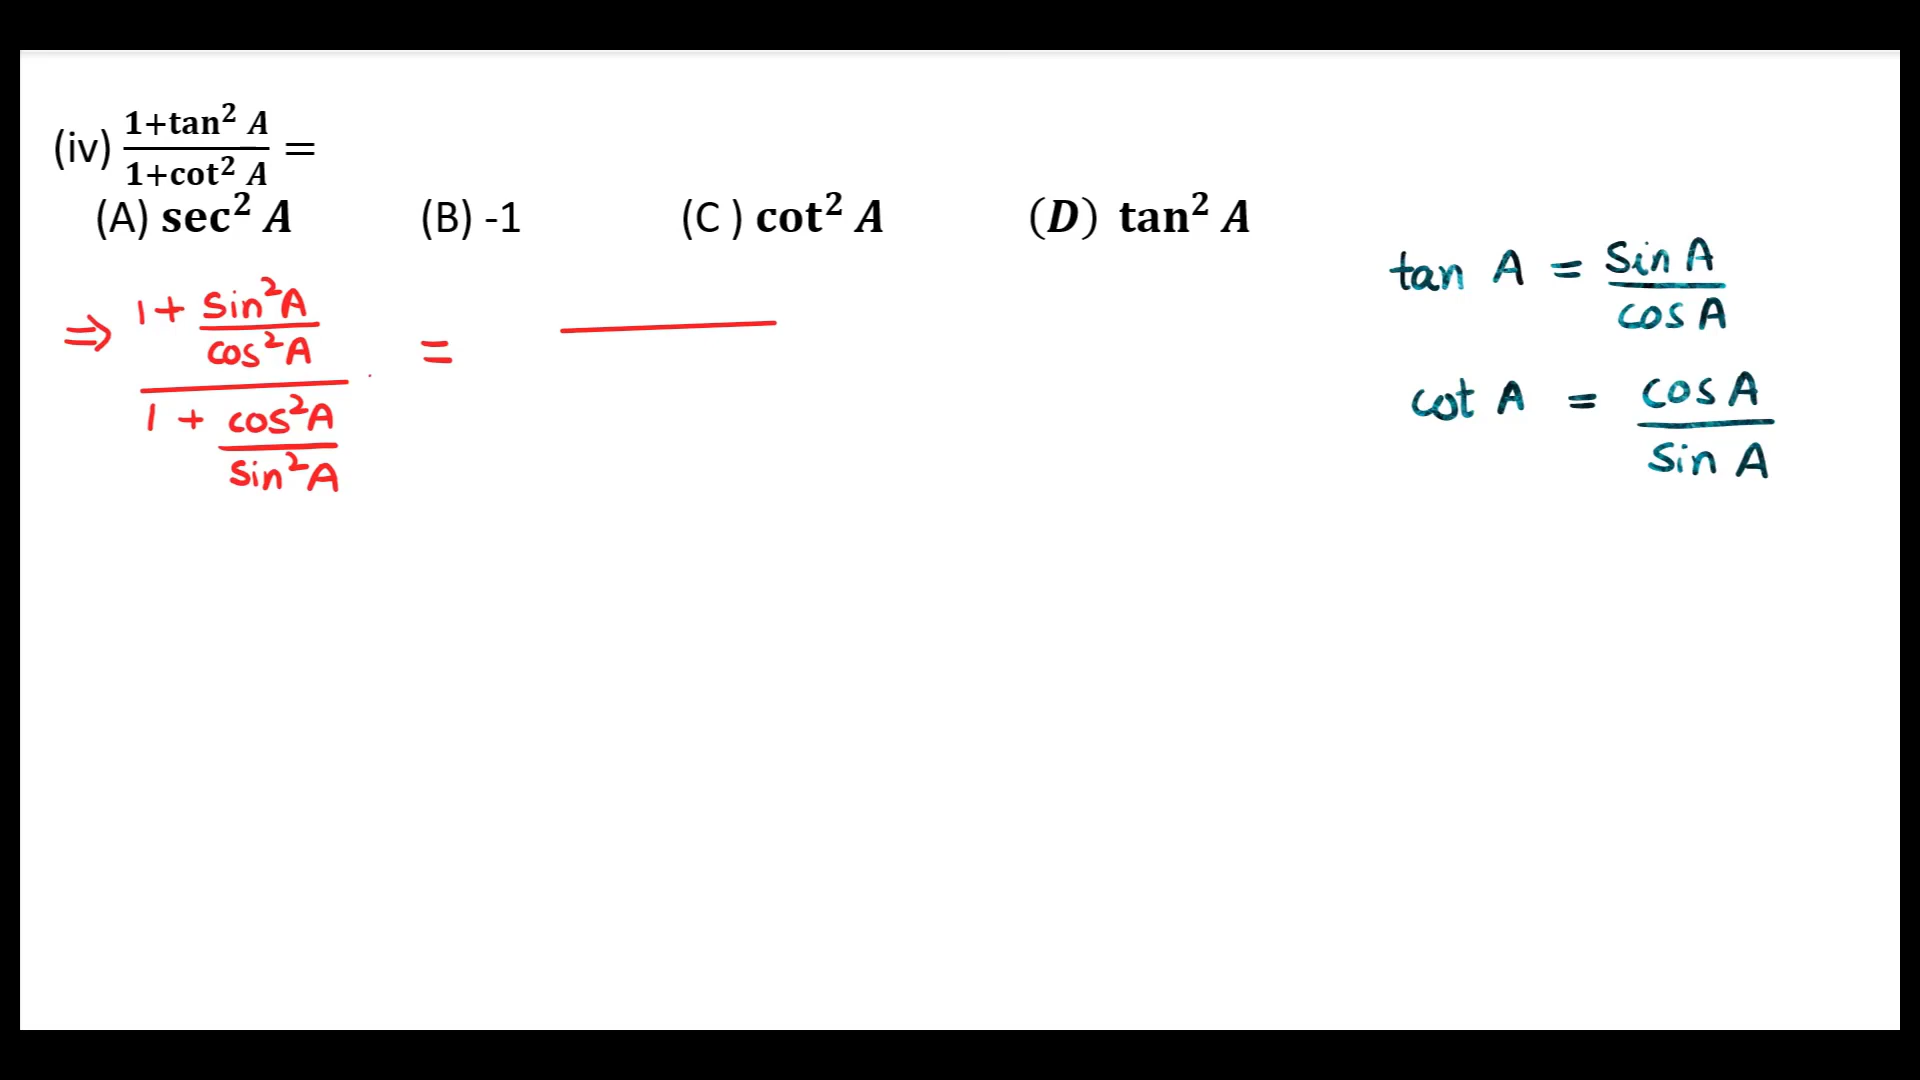 (iv) 1+tan² A / 1+cot² A =
(A) sec² A (B) -1 (C ) cot² A (D) tan² A
⇒ 1 + sin²A / cos²A
1 + cos²A / sin²A
=
tan A = sin A / cos A
cot A = cos A / sin A